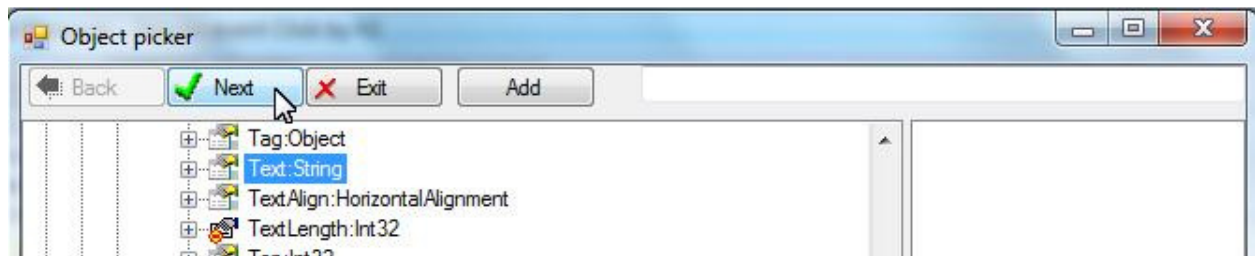 Object picker
Back Next Exit Add
Tag:Object
Text:String
TextAlign:HorizontalAlignment
TextLength:Int32